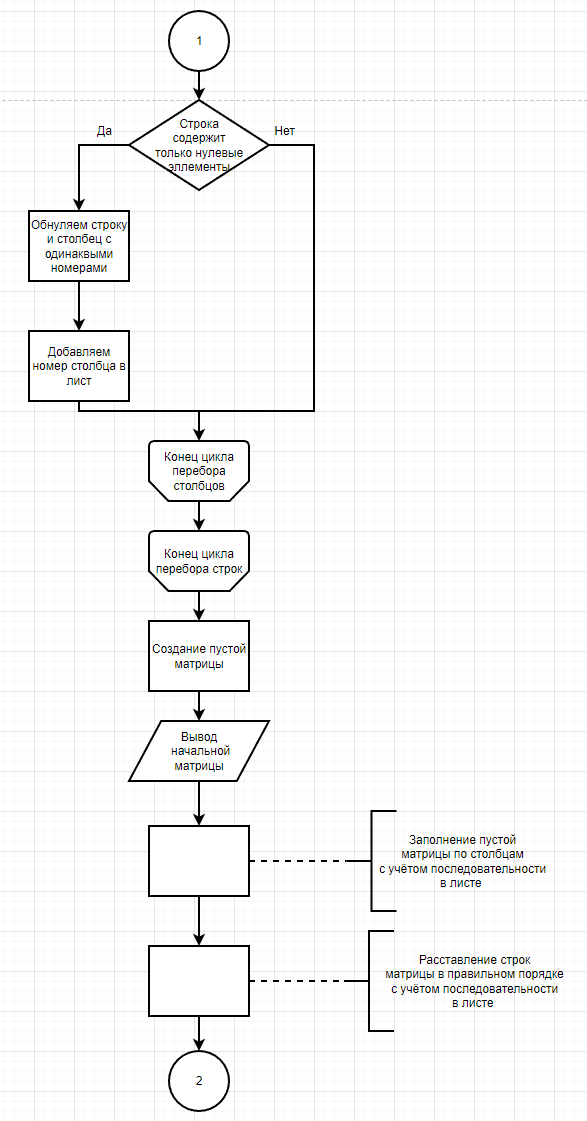 1
Да
Нет
Строка
содержит
только нулевые
эллементы
Обнуляем строку
и столбец с
одинаквыми
номерами
Добавляем
номер столбца в
лист
Конец цикла
перебора
столбцов
Конец цикла
перебора строк
Создание пустой
матрицы
Вывод
начальной
матрицы
Заполнение пустой
матрицы по столбцам
с учётом последовательности
в листе
Расставление строк
матрицы в правильном порядке
с учётом последовательности
в листе
2